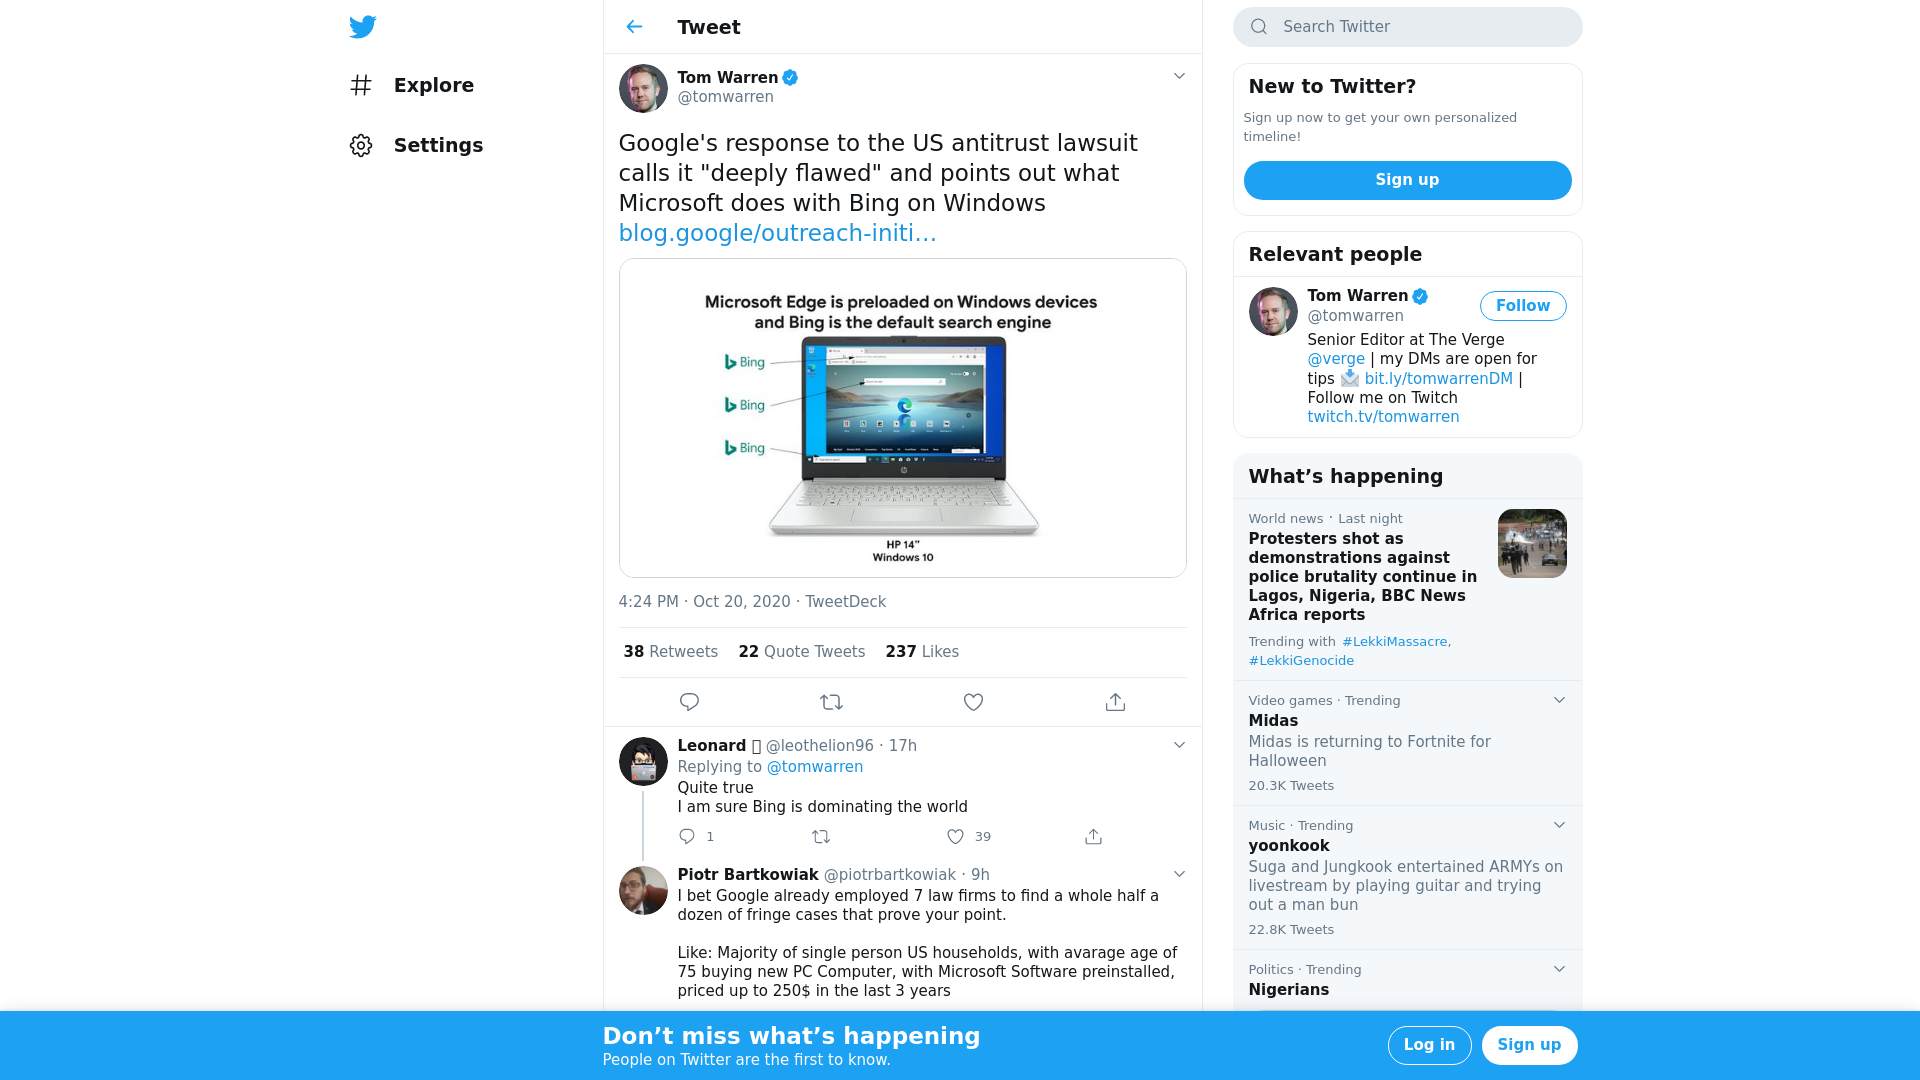 Explore
Settings
Tweet
Tom Warren
@tomwarren
Google's response to the US antitrust lawsuit
calls it "deeply flawed" and points out what
Microsoft does with Bing on Windows
blog.google/outreach-initi…
Microsoft Edge is preloaded on Windows devices
and Bing is the default search engine
Bing
Bing
Bing
HP 14"
Windows 10
4:24 PM · Oct 20, 2020 · TweetDeck
38 Retweets 22 Quote Tweets 237 Likes
Leonard @leothelion96 · 17h
Replying to @tomwarren
Quite true
I am sure Bing is dominating the world
1 39
Piotr Bartkowiak @piotrbartkowiak · 9h
I bet Google already employed 7 law firms to find a whole half a
dozen of fringe cases that prove your point.
Like: Majority of single person US households, with avarage age of
75 buying new PC Computer, with Microsoft Software preinstalled,
priced up to 250$ in the last 3 years
Search Twitter
New to Twitter?
Sign up now to get your own personalized
timeline!
Sign up
Relevant people
Tom Warren
@tomwarren
Follow
Senior Editor at The Verge
@verge | my DMs are open for
tips 📩 bit.ly/tomwarrenDM |
Follow me on Twitch
twitch.tv/tomwarren
What’s happening
World news · Last night
Protesters shot as
demonstrations against
police brutality continue in
Lagos, Nigeria, BBC News
Africa reports
Trending with #LekkiMassacre,
#LekkiGenocide
Video games · Trending
Midas
Midas is returning to Fortnite for
Halloween
20.3K Tweets
Music · Trending
yoonkook
Suga and Jungkook entertained ARMYs on
livestream by playing guitar and trying
out a man bun
22.8K Tweets
Politics · Trending
Nigerians
Don’t miss what’s happening
People on Twitter are the first to know.
Log in
Sign up